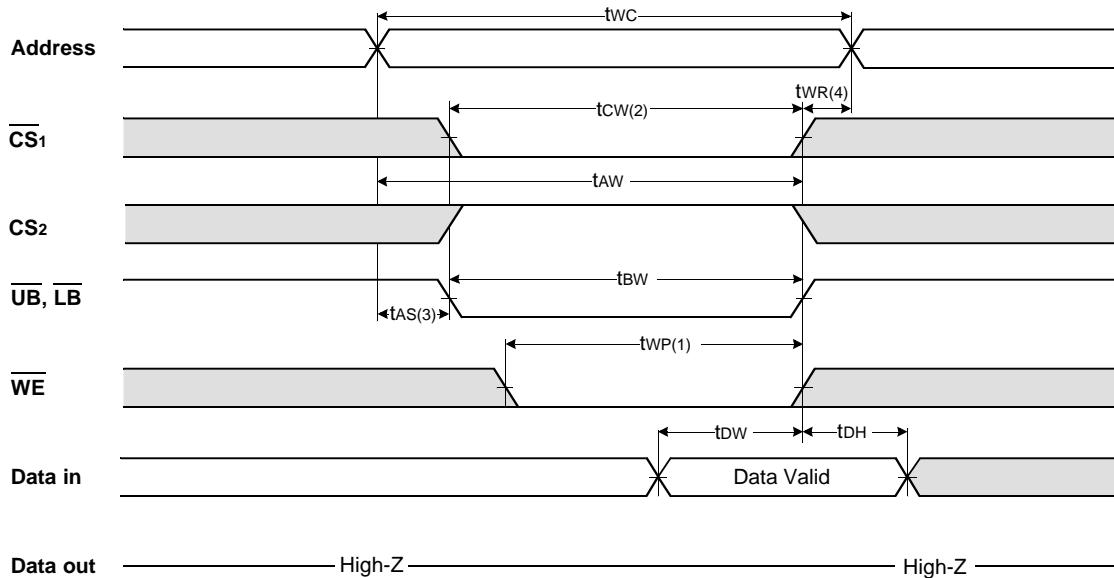 tWC
Address
tWR(4)
tCW(2)
CS1
tAW
CS2
tBW
UB, LB
tAS(3)
tWP(1)
WE
tDW
tDH
Data in
Data Valid
Data out
High-Z
High-Z